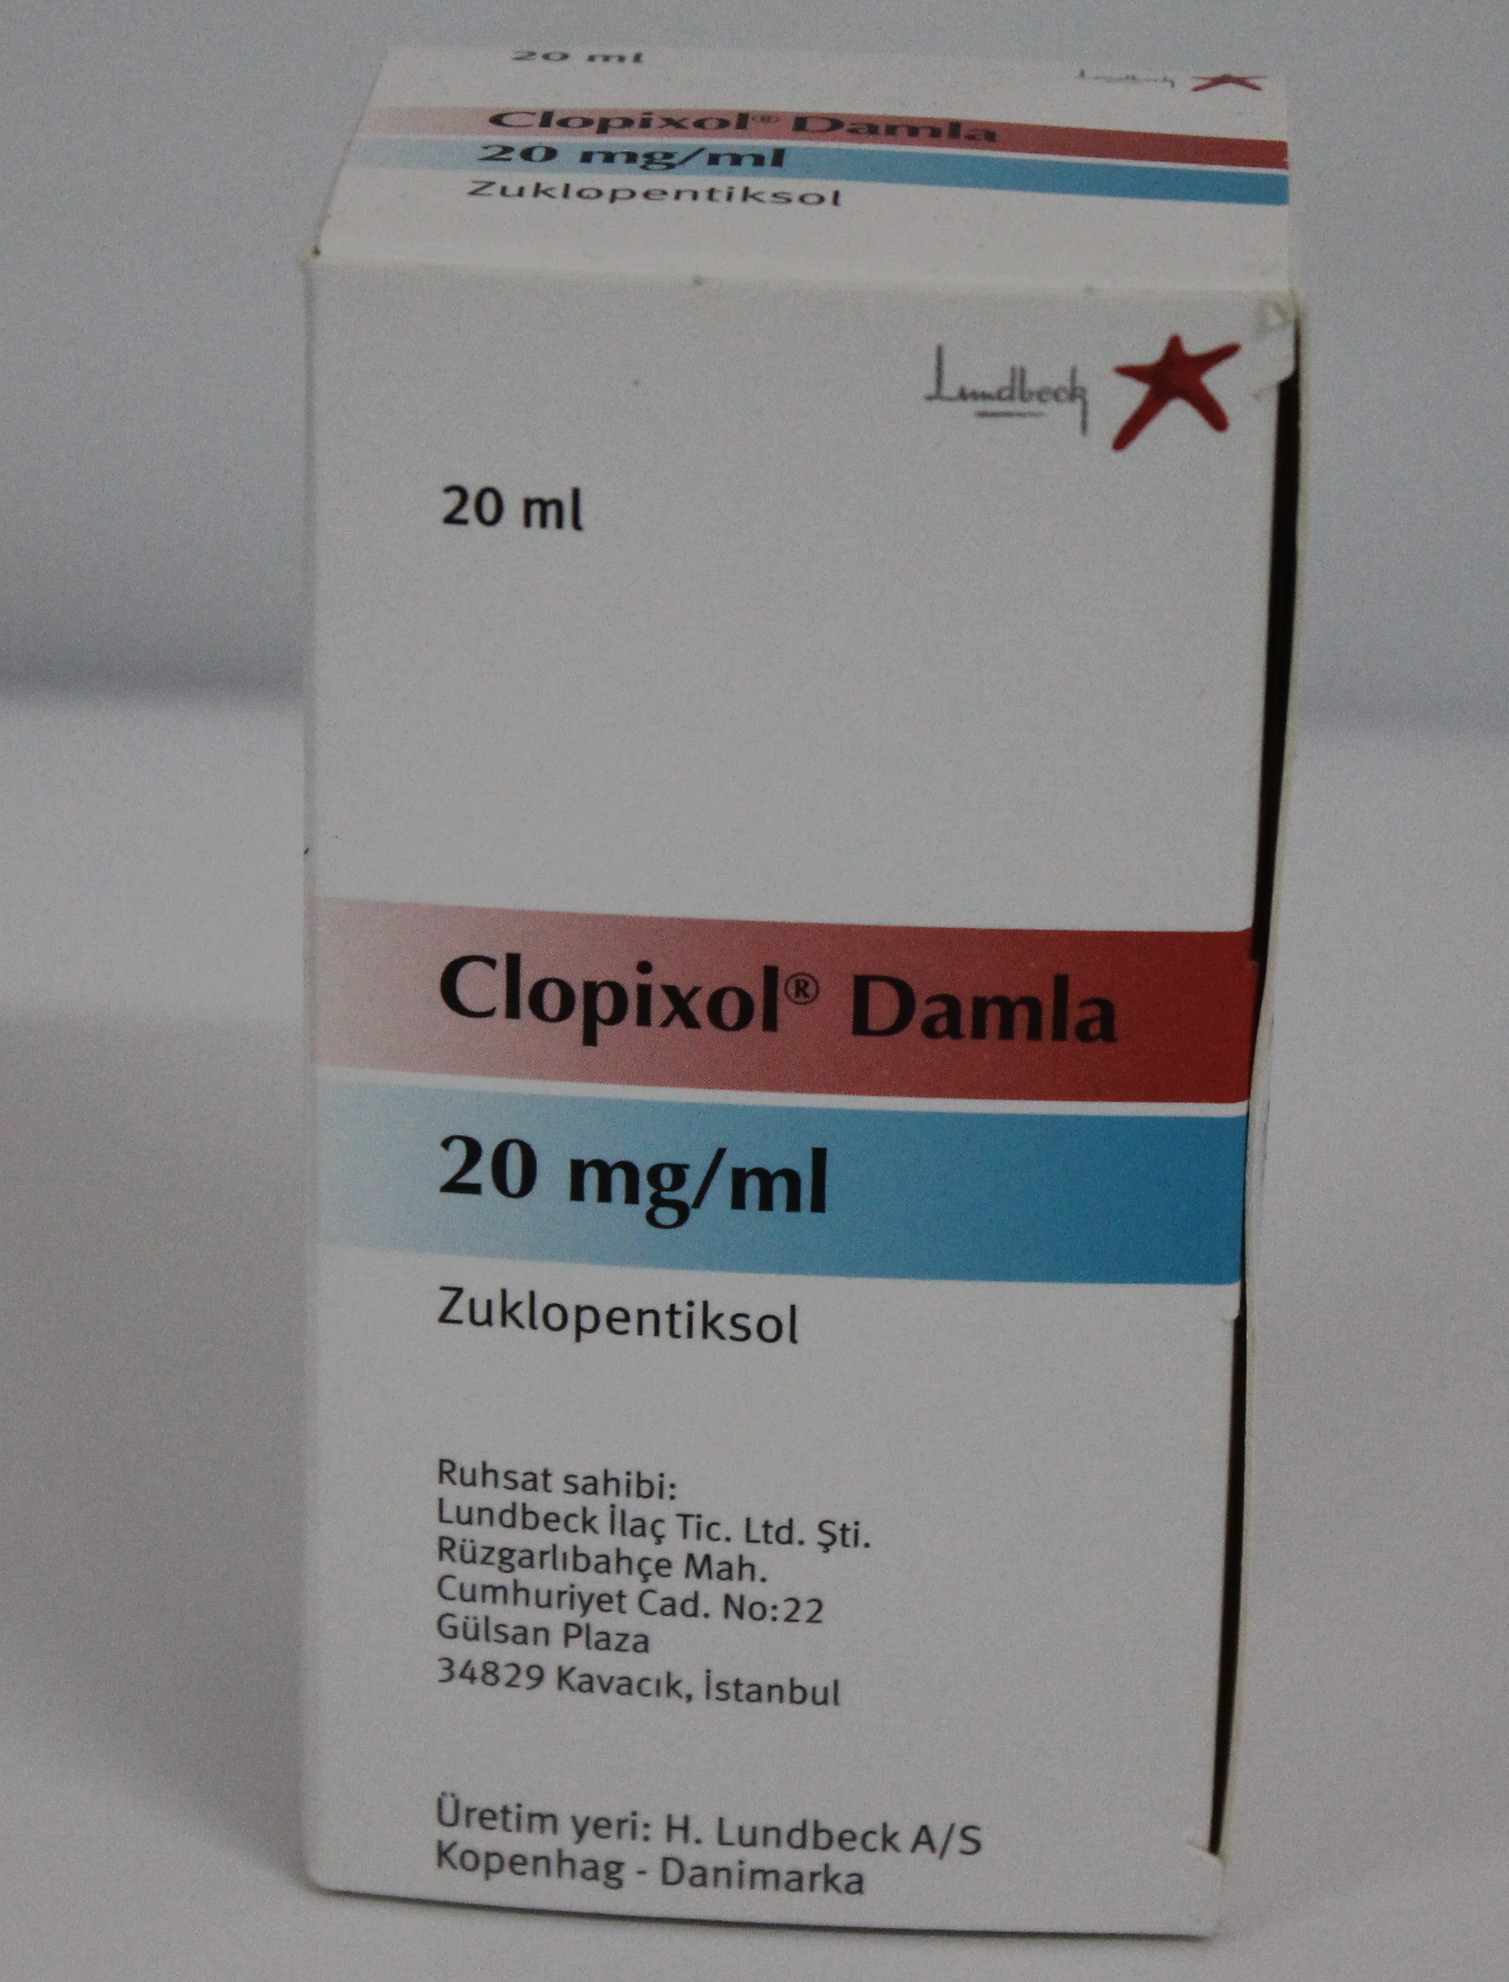 20 ml
Lundbeck
Clopixol® Damla
20 mg/ml
Zuklopentiksol
Lundbeck
20 ml
Clopixol® Damla
20 mg/ml
Zuklopentiksol
Ruhsat sahibi:
Lundbeck İlaç Tic. Ltd. Şti.
Rüzgarlıbahçe Mah.
Cumhuriyet Cad. No:22
Gülsan Plaza
34829 Kavacık, İstanbul
Üretim yeri: H. Lundbeck A/S
Kopenhag - Danimarka